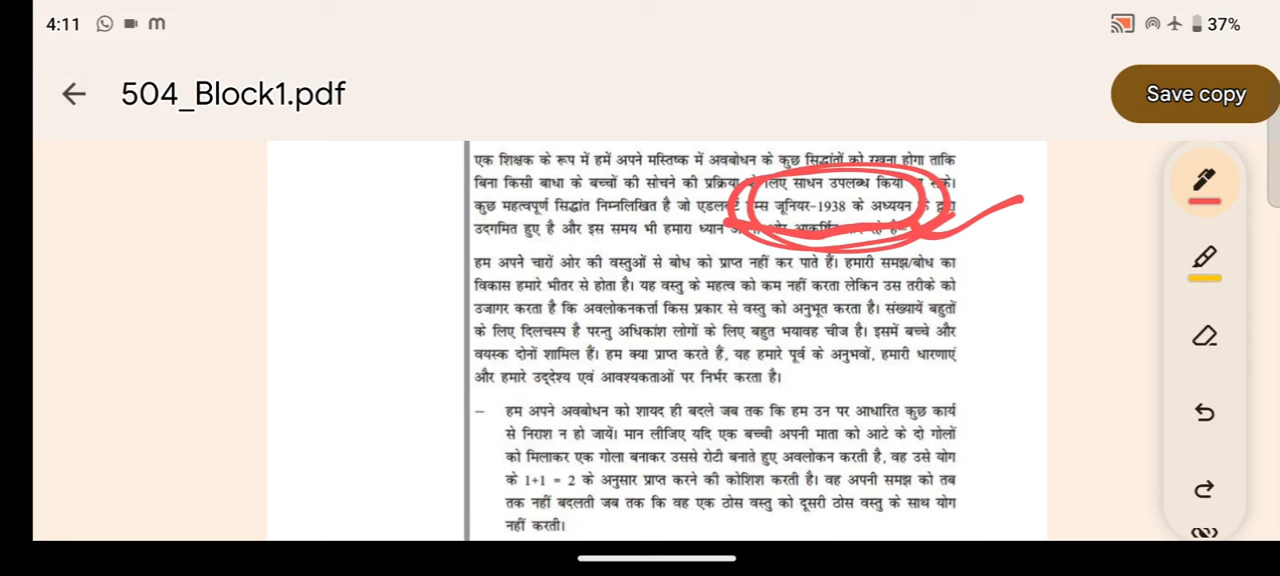 4:11 m 37%
504_Block1.pdf
Save copy
एक शिक्षक के रूप में हमें अपने मस्तिष्क में अवबोधन के कुछ सिद्धांतों को रखना होगा ताकि
बिना किसी बाधा के बच्चों की सोचने की प्रक्रिया लिए साधन उपलब्ध किया सके।
कुछ महत्वपूर्ण सिद्धांत निम्नलिखित है जो जूनियर–1938 के अध्ययन के द्वारा
उदगमित हुए है और इस समय भी हमारा ध्यान
हम अपने चारों ओर की वस्तुओं से बोध को प्राप्त नहीं कर पाते हैं। हमारी समझ/बोध का
विकास हमारे भीतर से होता है। यह वस्तु के महत्व को कम नहीं करता लेकिन उस तरीके को
उजागर करता है कि अवलोकनकर्त्ता किस प्रकार से वस्तु को अनुभूत करता है। संख्यायें बहुतों
के लिए दिलचस्प है परन्तु अधिकांश लोगों के लिए बहुत भयावह चीज है। इसमें बच्चे और
वयस्क दोनों शामिल हैं। हम क्या प्राप्त करते हैं, यह हमारे पूर्व के अनुभवों, हमारी धारणाएं
और हमारे उद्देश्य एवं आवश्यकताओं पर निर्भर करता है।
– हम अपने अवबोधन को शायद ही बदले जब तक कि हम उन पर आधारित कुछ कार्य
से निराश न हो जायें। मान लीजिए यदि एक बच्ची अपनी माता को आटे के दो गोलों
को मिलाकर एक गोला बनाकर उससे रोटी बनाते हुए अवलोकन करती है, वह उसे योग
के 1+1 = 2 के अनुसार प्राप्त करने की कोशिश करती है। वह अपनी समझ को तब
तक नहीं बदलती जब तक कि वह एक ठोस वस्तु को दूसरी ठोस वस्तु के साथ योग
नहीं करती।